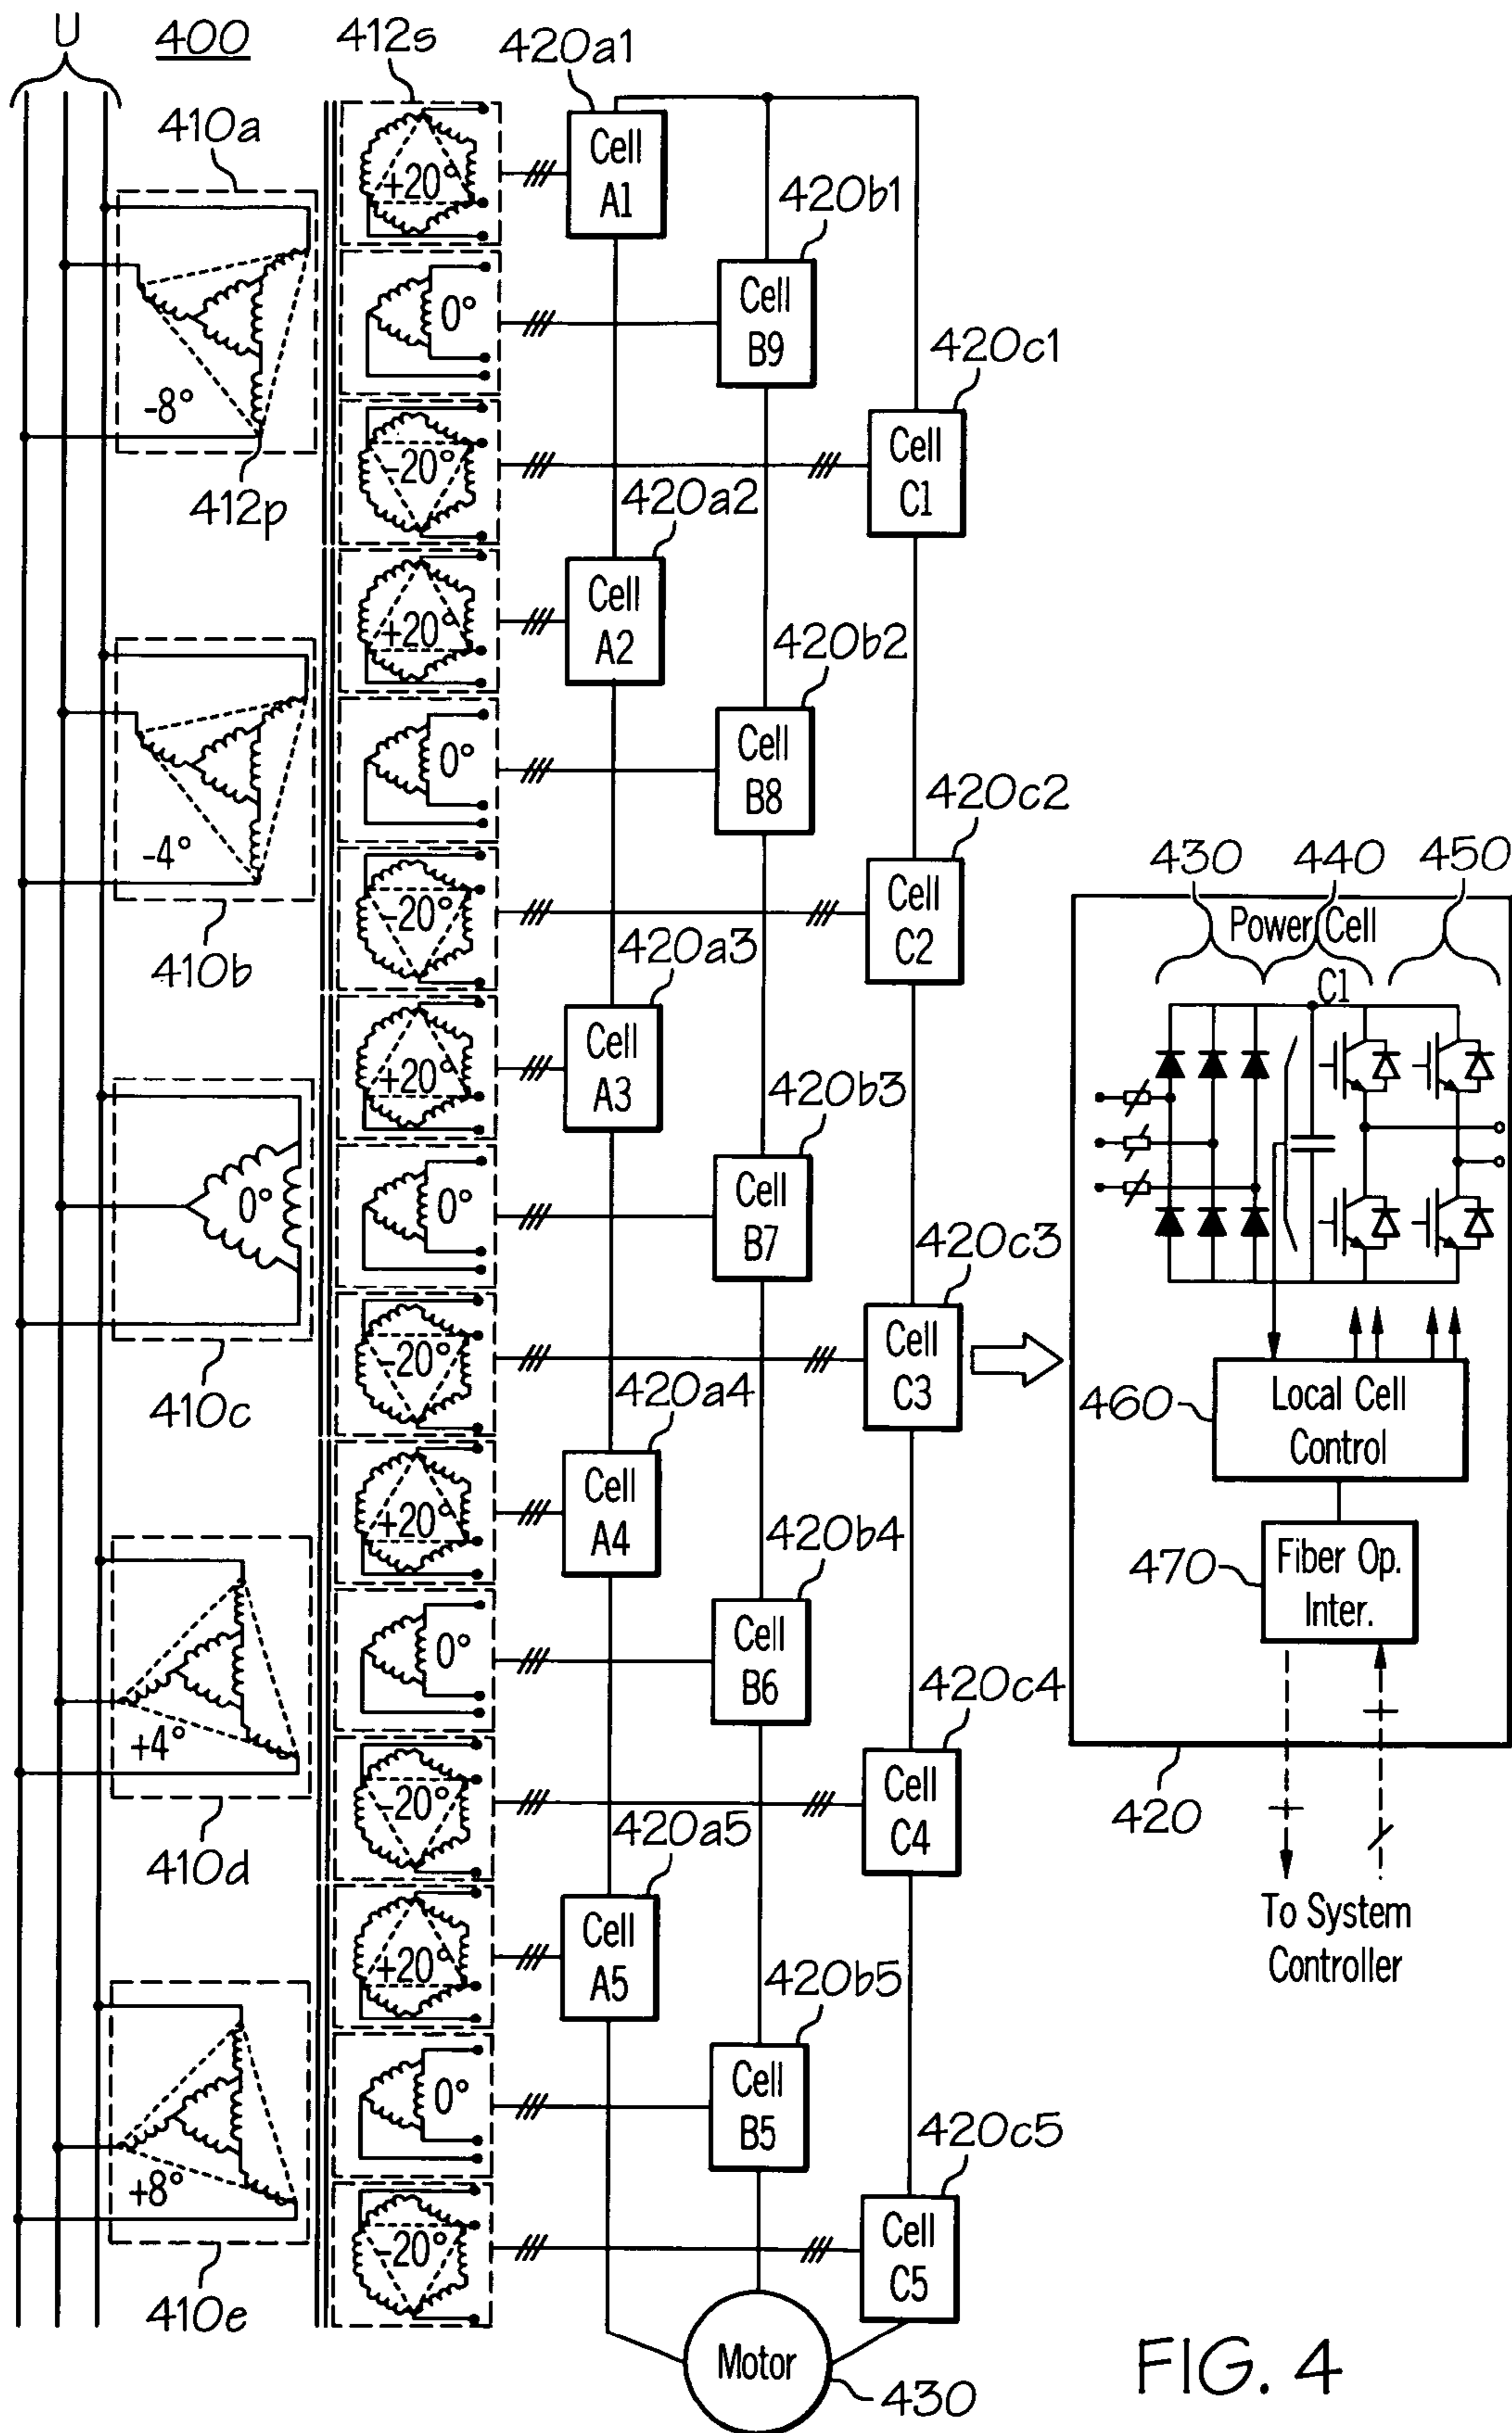 U
400
412s
420a1
410a
+20°
Cell
A1
420b1
0°
Cell
B9
420c1
-8°
-20°
Cell
C1
412p
420a2
+20°
Cell
A2
420b2
0°
Cell
B8
420c2
-4°
-20°
Cell
C2
410b
420a3
+20°
Cell
A3
420b3
0°
0°
Cell
B7
420c3
-20°
Cell
C3
410c
420a4
+20°
Cell
A4
420b4
0°
Cell
B6
420c4
+4°
-20°
Cell
C4
410d
420a5
+20°
Cell
A5
420b5
0°
Cell
B5
420c5
+8°
-20°
Cell
C5
410e
Motor
430
430
440
450
Power Cell
C1
460
Local Cell
Control
470
Fiber Op.
Inter.
420
To System
Controller
FIG. 4